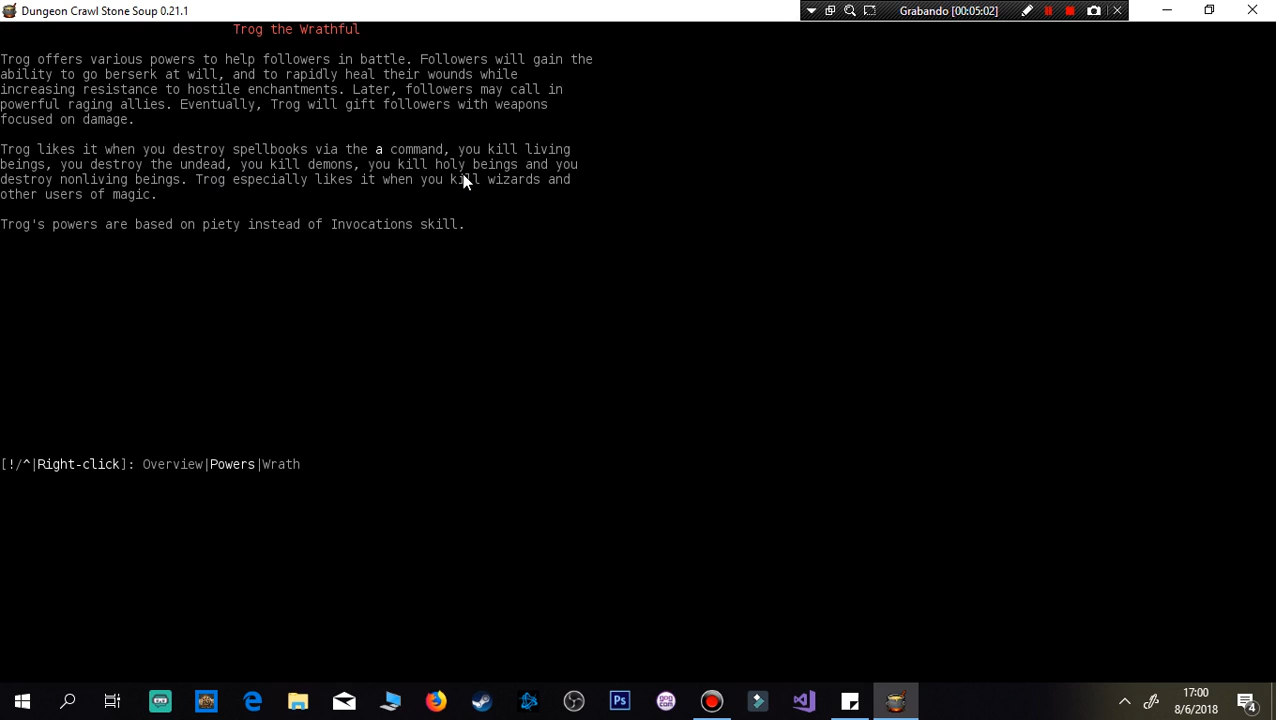 Dungeon Crawl Stone Soup 0.21.1
Grabando [00:05:02]
Trog the Wrathful
Trog offers various powers to help followers in battle. Followers will gain the
ability to go berserk at will, and to rapidly heal their wounds while
increasing resistance to hostile enchantments. Later, followers may call in
powerful raging allies. Eventually, Trog will gift followers with weapons
focused on damage.
Trog likes it when you destroy spellbooks via the a command, you kill living
beings, you destroy the undead, you kill demons, you kill holy beings and you
destroy nonliving beings. Trog especially likes it when you kill wizards and
other users of magic.
Trog's powers are based on piety instead of Invocations skill.
[!/^|Right-click]: Overview|Powers|Wrath
Ps
GOG
COM
17:00
8/6/2018
4